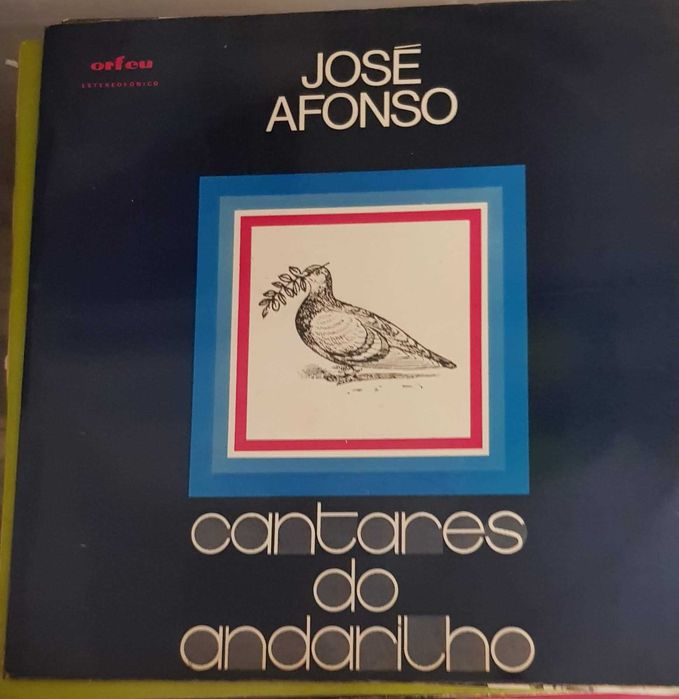 orfeu
ESTEREOFÓNICO
JOSÉ
AFONSO
cantares
do
andarilho